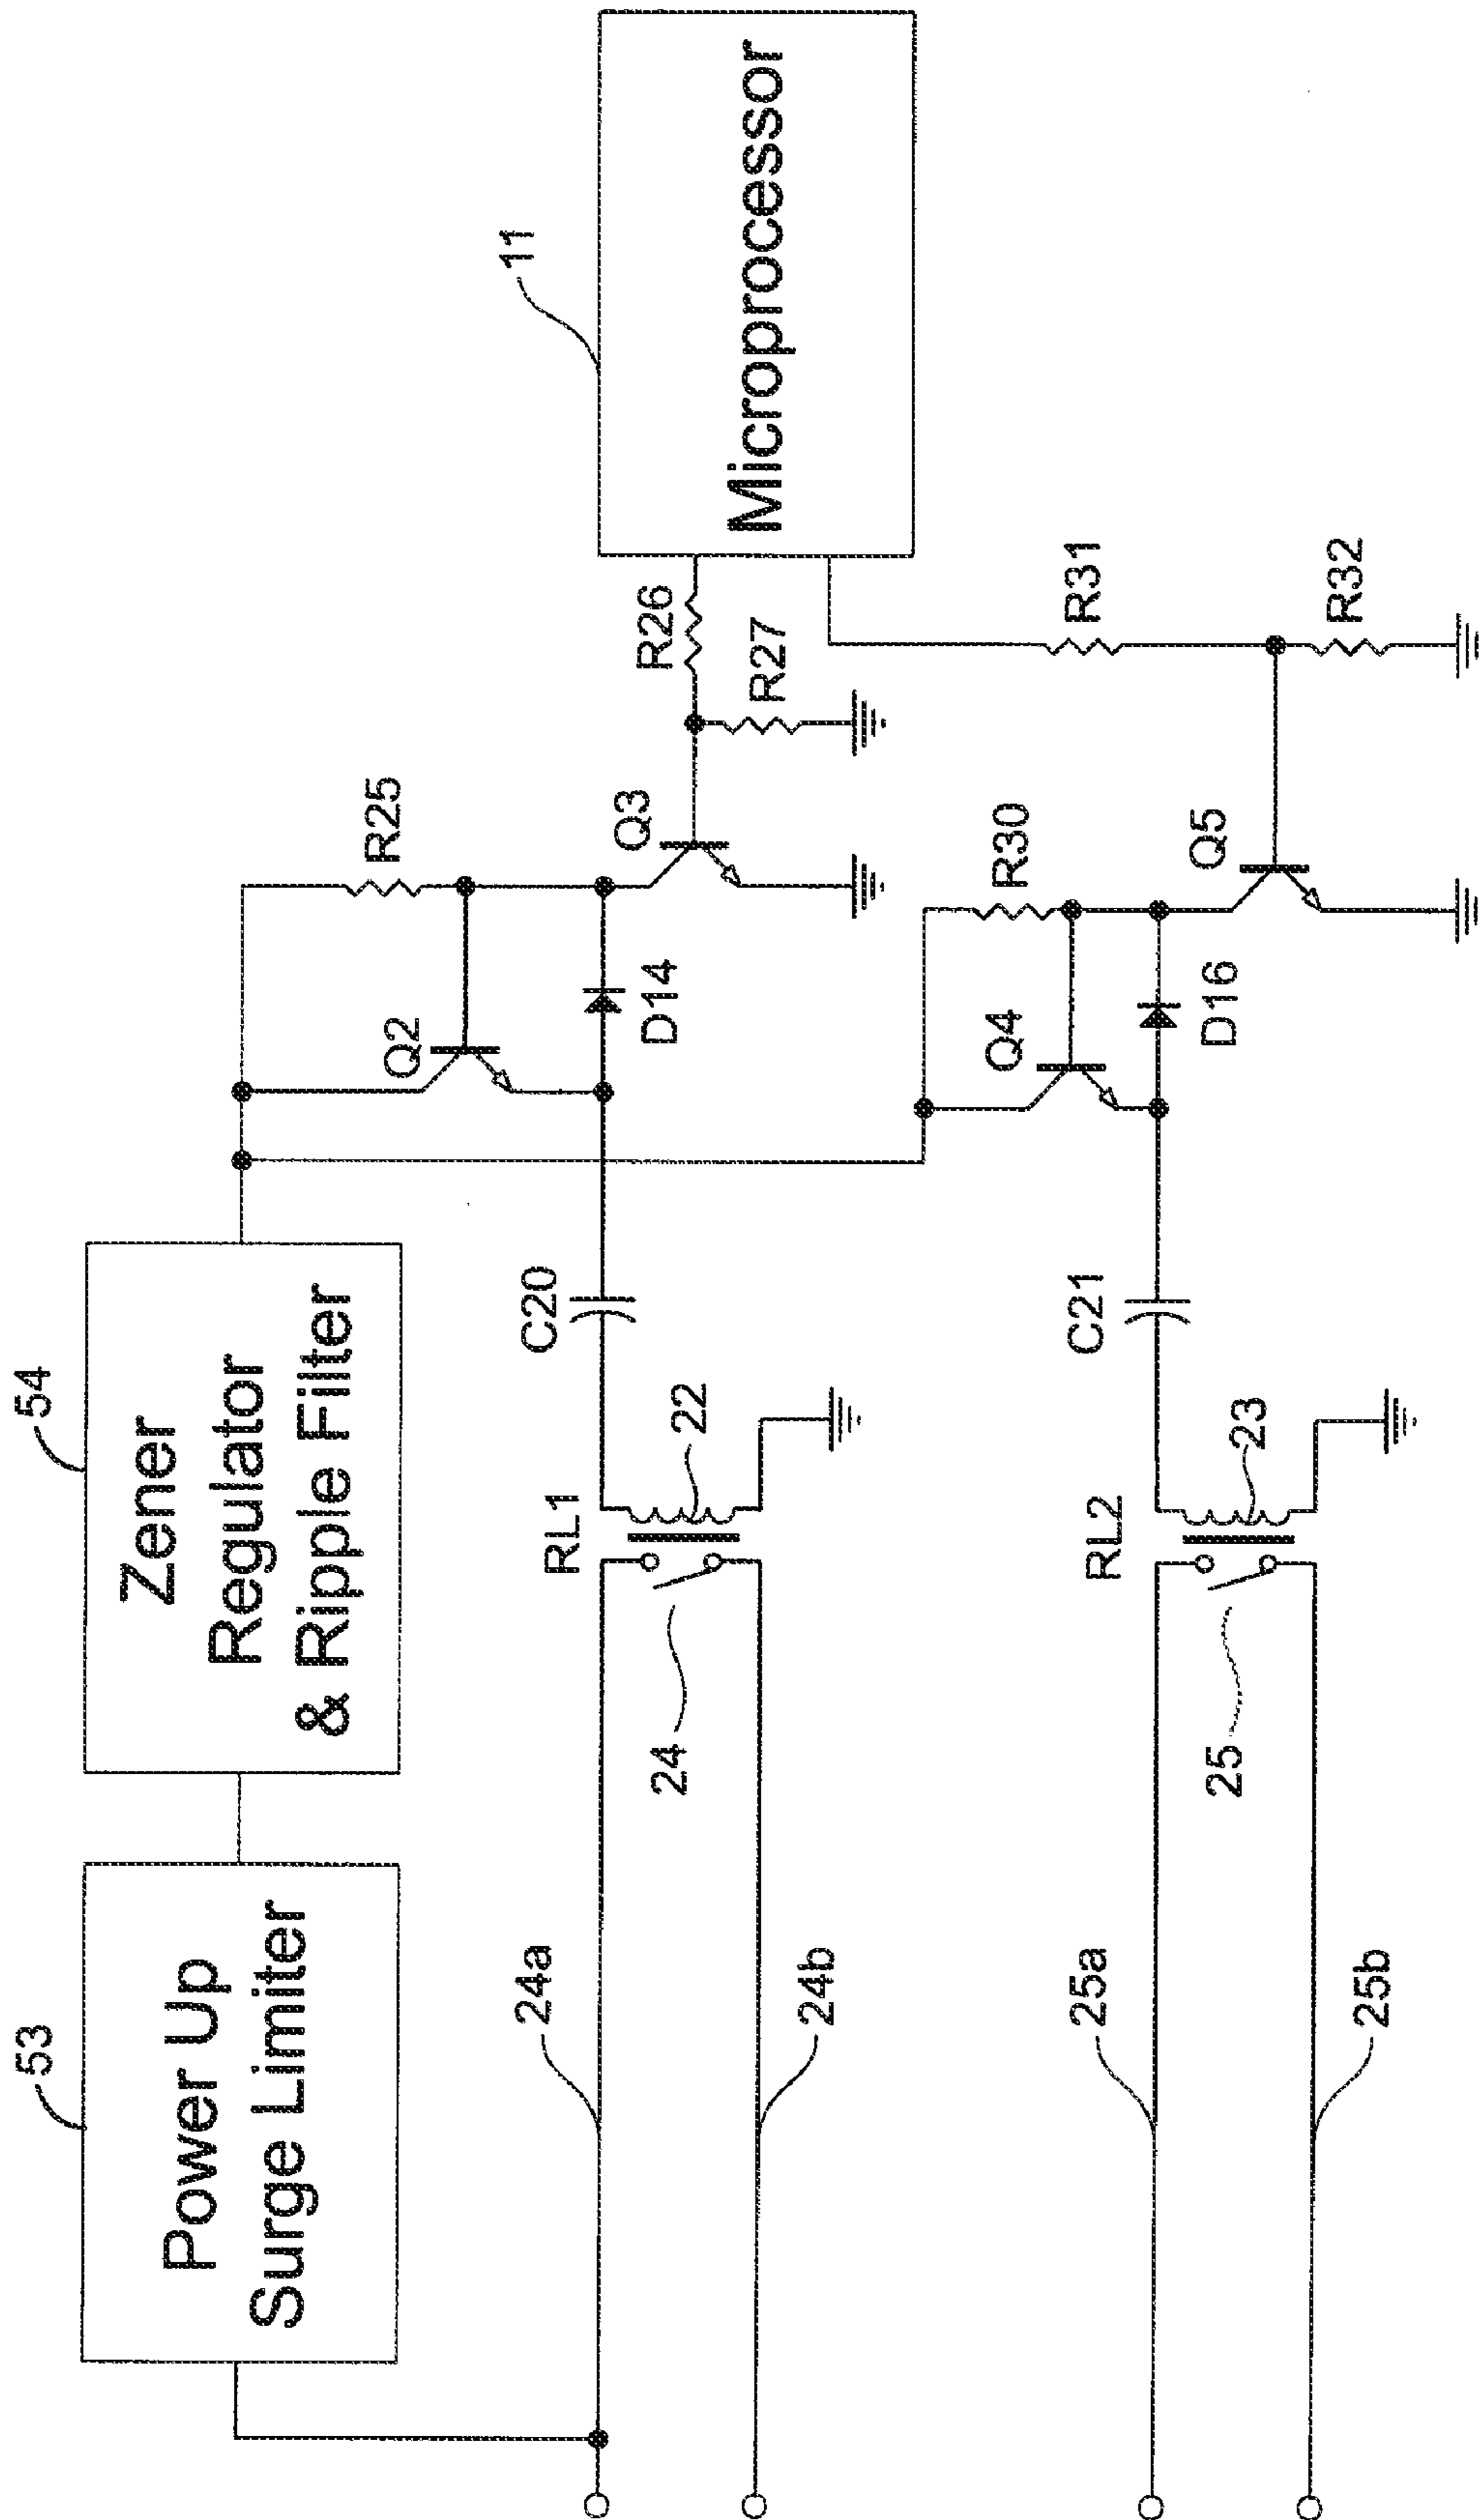 53
Power Up
Surge Limiter
54
Zener
Regulator
& Ripple Filter
R25
Q2
11
Microprocessor
24a
24
RL1
22
C20
D14
Q3
R26
R27
24b
25a
25
RL2
23
C21
Q4
D16
R30
Q5
R31
R32
25b